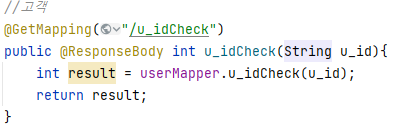 //고객
@GetMapping("/u_idCheck")
public @ResponseBody int u_idCheck(String u_id){
    int result = userMapper.u_idCheck(u_id);
    return result;
}